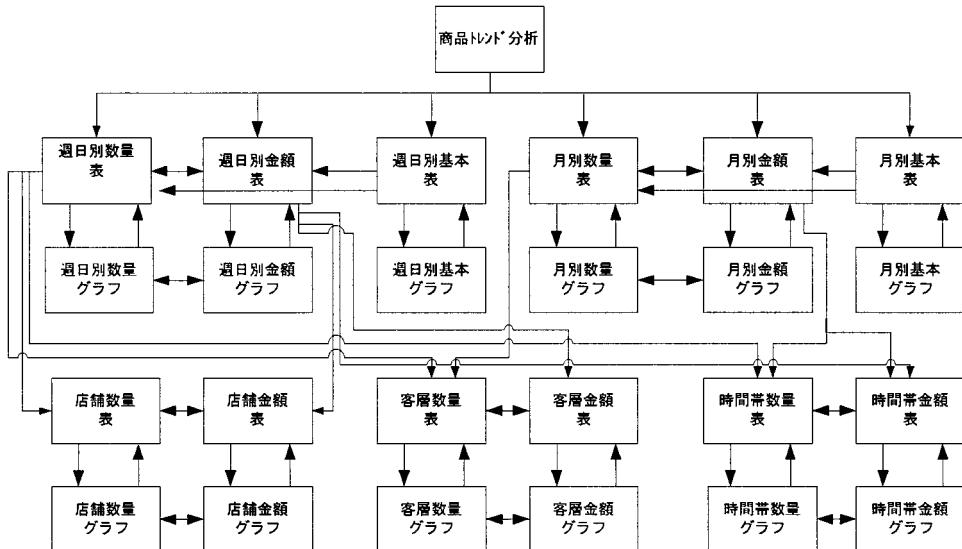 商品トレンド分析
週日別数量
表
週日別金額
表
週日別基本
表
月別数量
表
月別金額
表
月別基本
表
週日別数量
グラフ
週日別金額
グラフ
週日別基本
グラフ
月別数量
グラフ
月別金額
グラフ
月別基本
グラフ
店舗数量
表
店舗金額
表
客層数量
表
客層金額
表
時間帯数量
表
時間帯金額
表
店舗数量
グラフ
店舗金額
グラフ
客層数量
グラフ
客層金額
グラフ
時間帯数量
グラフ
時間帯金額
グラフ